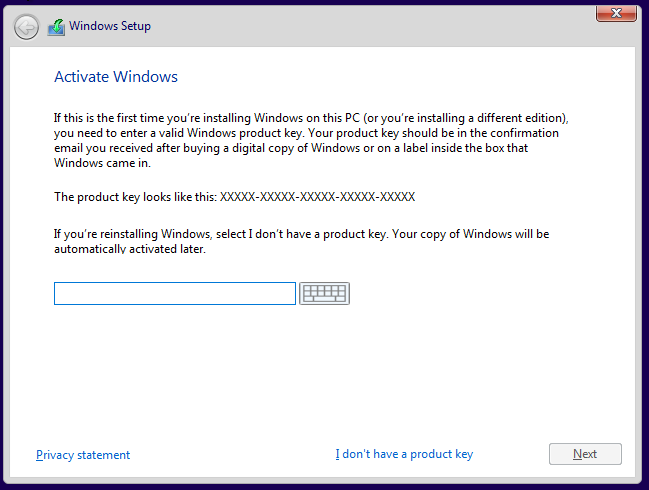 Windows Setup
Activate Windows
If this is the first time you're installing Windows on this PC (or you're installing a different edition),
you need to enter a valid Windows product key. Your product key should be in the confirmation
email you received after buying a digital copy of Windows or on a label inside the box that
Windows came in.
The product key looks like this: XXXXX-XXXXX-XXXXX-XXXXX-XXXXX
If you're reinstalling Windows, select I don't have a product key. Your copy of Windows will be
automatically activated later.
Privacy statement
I don't have a product key
Next